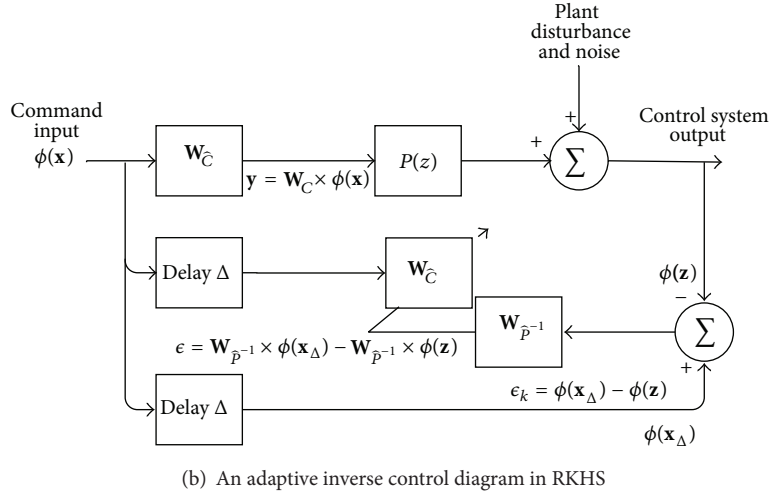 Plant
disturbance
and noise
Command
input
ϕ(x)
Control system
output
+
+
W_Ĉ
y = W_C × ϕ(x)
P(z)
∑
Delay Δ
W_Ĉ
ϕ(z)
−
W_P̂⁻¹
∑
ϵ = W_P̂⁻¹ × ϕ(x_Δ) − W_P̂⁻¹ × ϕ(z)
+
Delay Δ
ϵ_k = ϕ(x_Δ) − ϕ(z)
ϕ(x_Δ)
(b) An adaptive inverse control diagram in RKHS